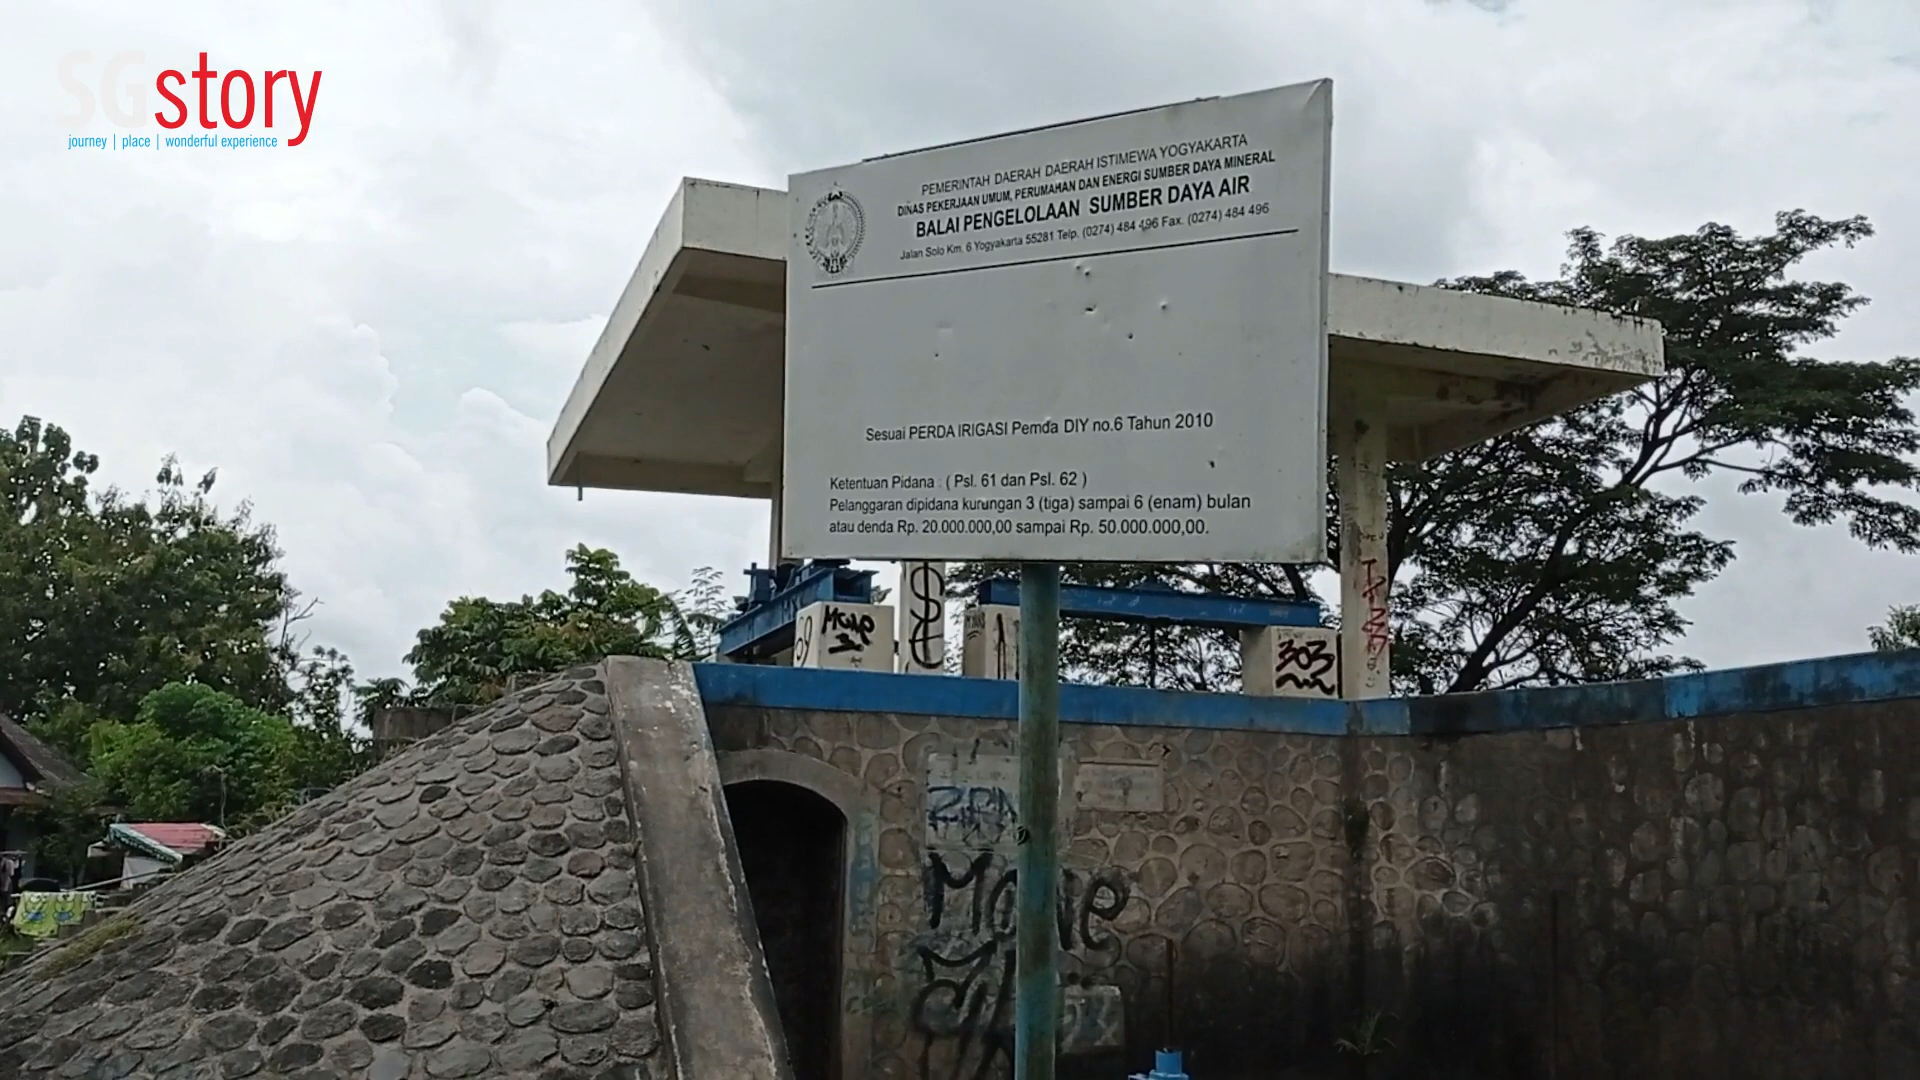 SGstory
journey | place | wonderful experience
PEMERINTAH DAERAH DAERAH ISTIMEWA YOGYAKARTA
DINAS PEKERJAAN UMUM, PERUMAHAN DAN ENERGI SUMBER DAYA MINERAL
BALAI PENGELOLAAN SUMBER DAYA AIR
Jalan Solo Km. 6 Yogyakarta 55281 Telp. (0274) 484 496 Fax. (0274) 484 496
Sesuai PERDA IRIGASI Pemda DIY no.6 Tahun 2010
Ketentuan Pidana : ( Psl. 61 dan Psl. 62 )
Pelanggaran dipidana kurungan 3 (tiga) sampai 6 (enam) bulan
atau denda Rp. 20.000.000,00 sampai Rp. 50.000.000,00.
MONE
3
303
MONE